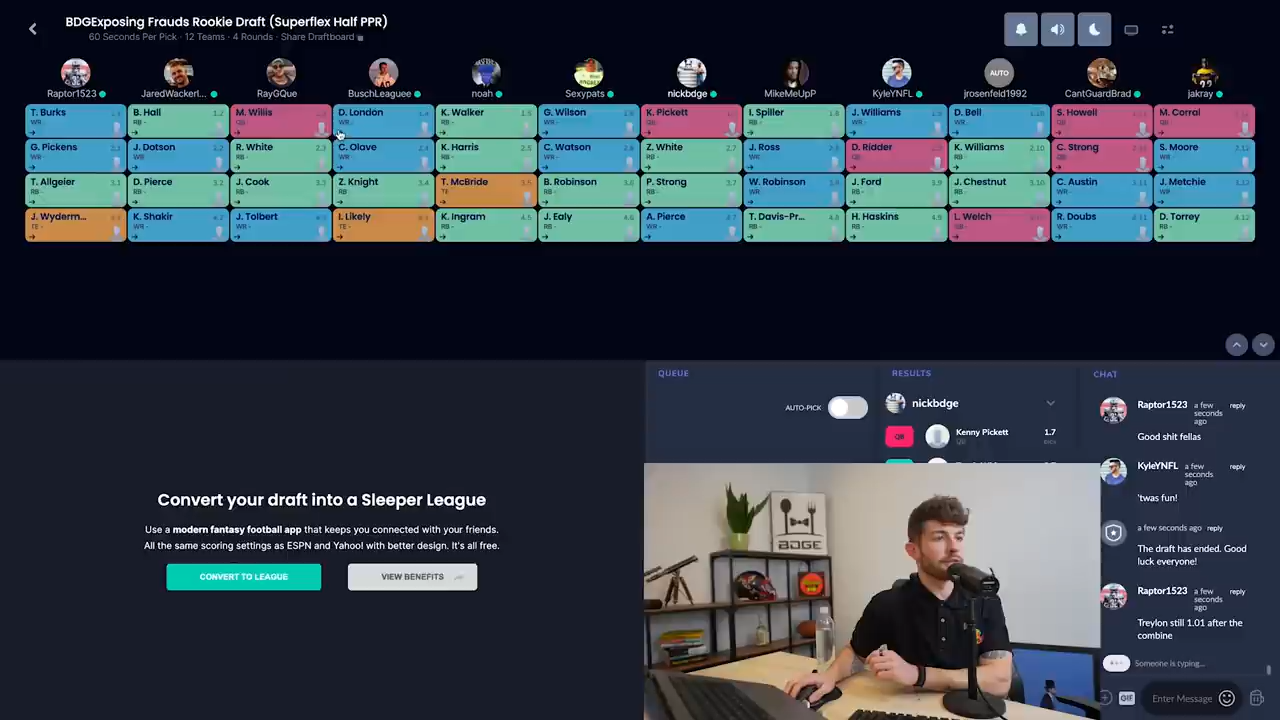 BDGExposing Frauds Rookie Draft (Superflex Half PPR)
60 Seconds Per Pick · 12 Teams · 4 Rounds · Share Draftboard
Raptor1523 JaredWackerl... RayGQue BuschLeaguee noah Sexypats nickbdge MikeMeUpP KyleYNFL AUTO jrosenfeld1992 CantGuardBrad jakray
T. Burks B. Hall M. Willis D. London K. Walker G. Wilson K. Pickett I. Spiller J. Williams D. Bell S. Howell M. Corral
G. Pickens J. Dotson R. White C. Olave K. Harris C. Watson Z. White J. Ross D. Ridder K. Williams C. Strong S. Moore
T. Allgeier D. Pierce J. Cook Z. Knight T. McBride B. Robinson P. Strong W. Robinson J. Ford J. Chestnut C. Austin J. Metchie
J. Wyderm... K. Shakir J. Tolbert I. Likely K. Ingram J. Ealy A. Pierce T. Davis-Pr... H. Haskins L. Welch R. Doubs D. Torrey
QUEUE
AUTO-PICK
RESULTS
nickbdge
QB Kenny Pickett 1.7
QB
CHAT
Raptor1523 a few seconds ago reply
Good shit fellas
KyleYNFL a few seconds ago reply
'twas fun!
a few seconds ago reply
The draft has ended. Good
luck everyone!
Raptor1523 a few seconds ago reply
Treylon still 1.01 after the
combine
Someone is typing...
GIF Enter Message
Convert your draft into a Sleeper League
Use a modern fantasy football app that keeps you connected with your friends.
All the same scoring settings as ESPN and Yahoo! with better design. It's all free.
CONVERT TO LEAGUE
VIEW BENEFITS
BDGE